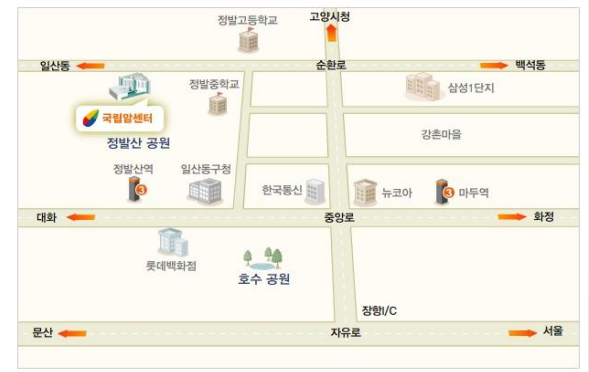 정발고등학교
고양시청
일산동
순환로
백석동
정발중학교
삼성1단지
국립암센터
강촌마을
정발산 공원
정발산역
일산동구청
3
한국통신
뉴코아
3
마두역
대화
중앙로
화정
롯데백화점
호수 공원
장항I/C
문산
자유로
서울